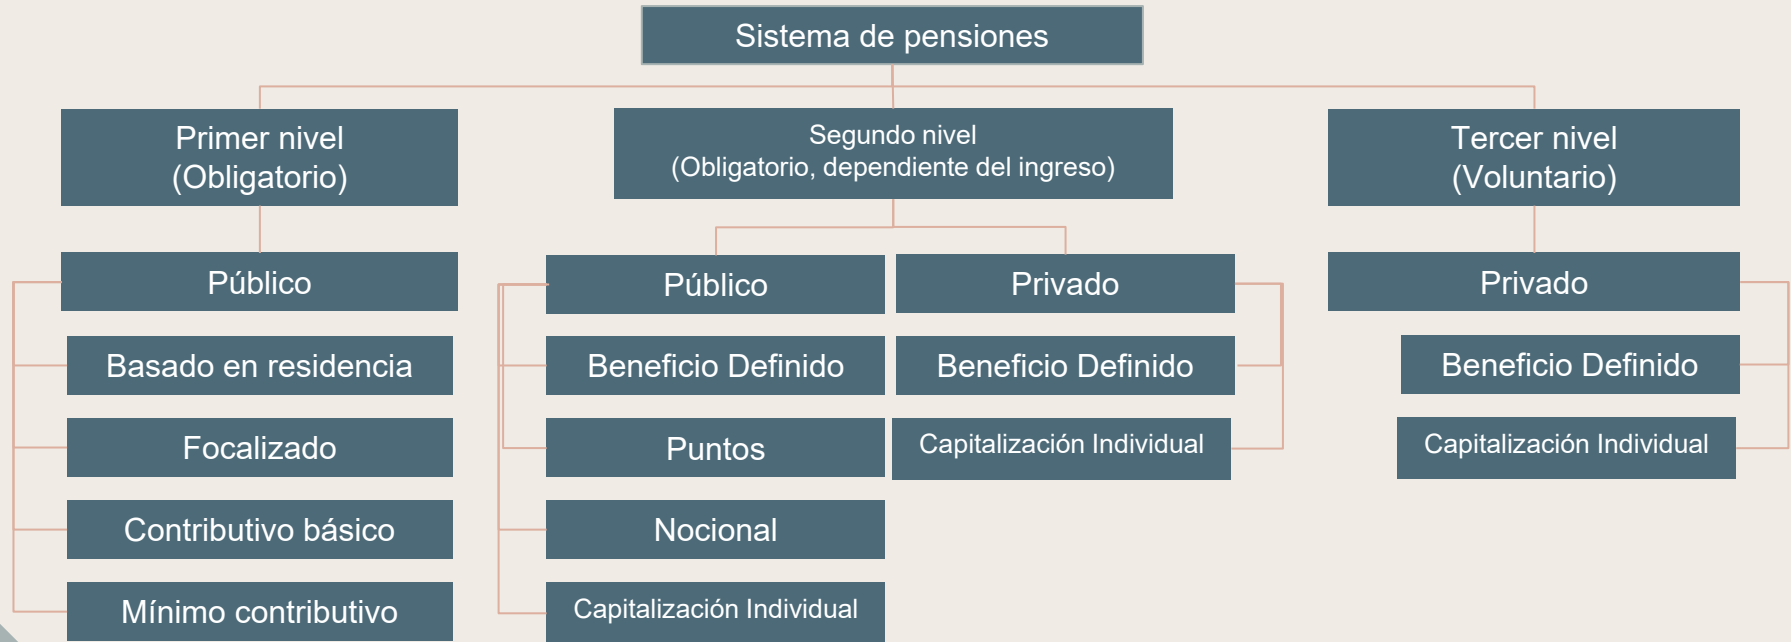 Sistema de pensiones
Primer nivel
(Obligatorio)
Segundo nivel
(Obligatorio, dependiente del ingreso)
Tercer nivel
(Voluntario)
Público
Basado en residencia
Focalizado
Contributivo básico
Mínimo contributivo
Público
Beneficio Definido
Puntos
Nocional
Capitalización Individual
Privado
Beneficio Definido
Capitalización Individual
Privado
Beneficio Definido
Capitalización Individual